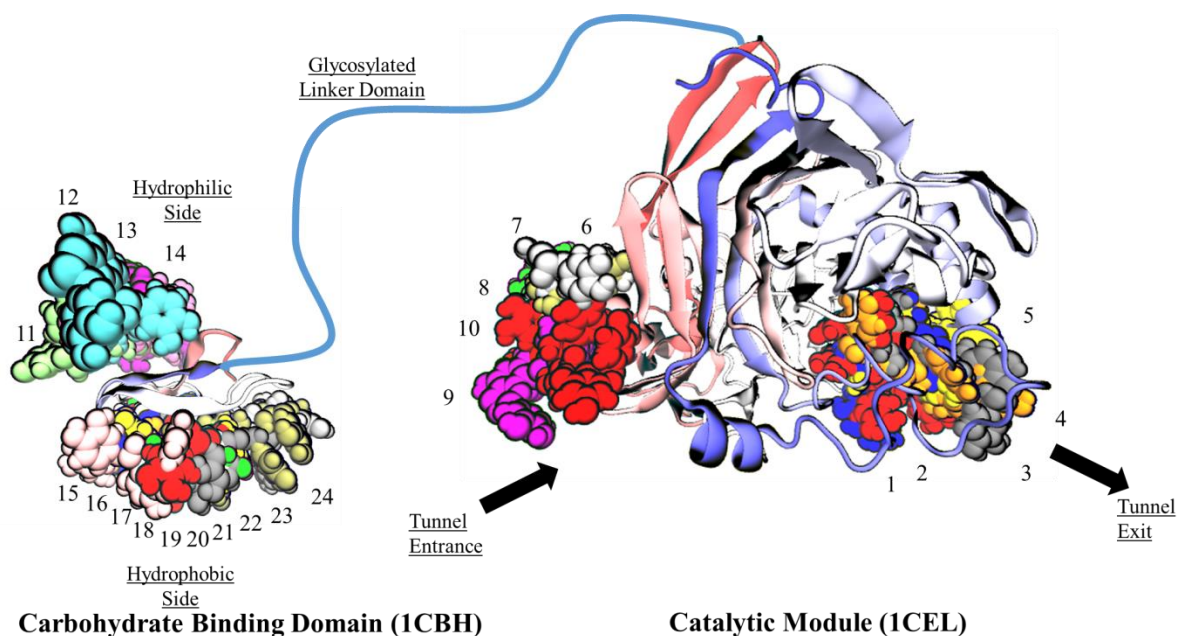 Glycosylated
Linker Domain
12
Hydrophilic
Side
13
14
11
7
6
8
10
9
5
4
3
2
1
15
16
17
18
19
20
21
22
23
24
Hydrophobic
Side
Tunnel
Entrance
Tunnel
Exit
Carbohydrate Binding Domain (1CBH)
Catalytic Module (1CEL)